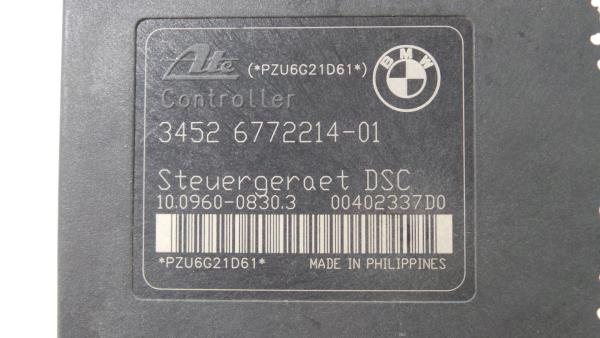 Ate (*PZU6G21D61*) BMW
Controller
3452 6772214-01
Steuergeraet DSC
10.0960-0830.3 00402337D0
*PZU6G21D61* MADE IN PHILIPPINES